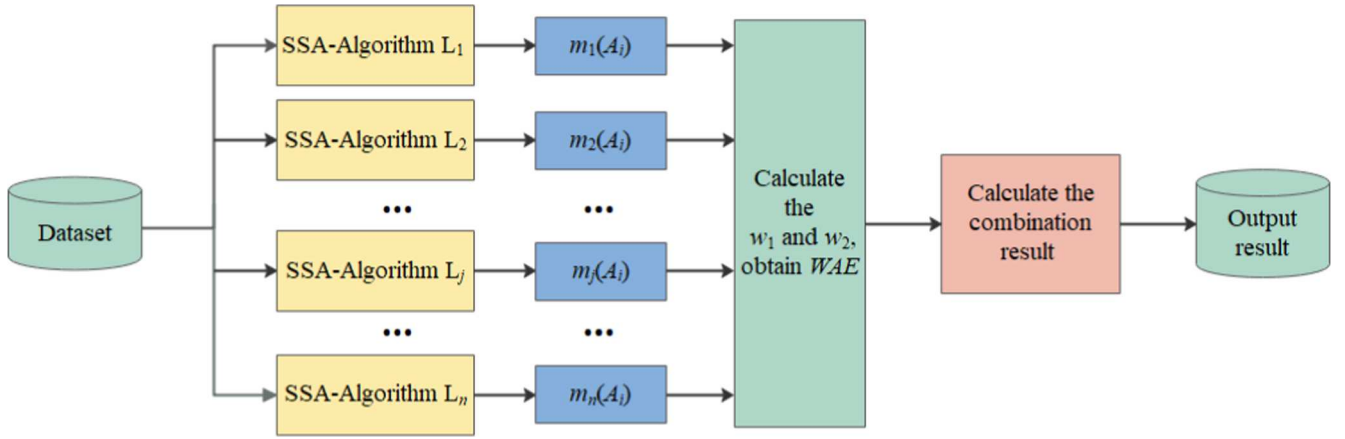 Dataset
SSA-Algorithm L₁
m₁(Aᵢ)
SSA-Algorithm L₂
m₂(Aᵢ)
... ...
SSA-Algorithm Lⱼ
mⱼ(Aᵢ)
... ...
SSA-Algorithm Lₙ
mₙ(Aᵢ)
Calculate
the
w₁ and w₂,
obtain WAE
Calculate the
combination
result
Output
result